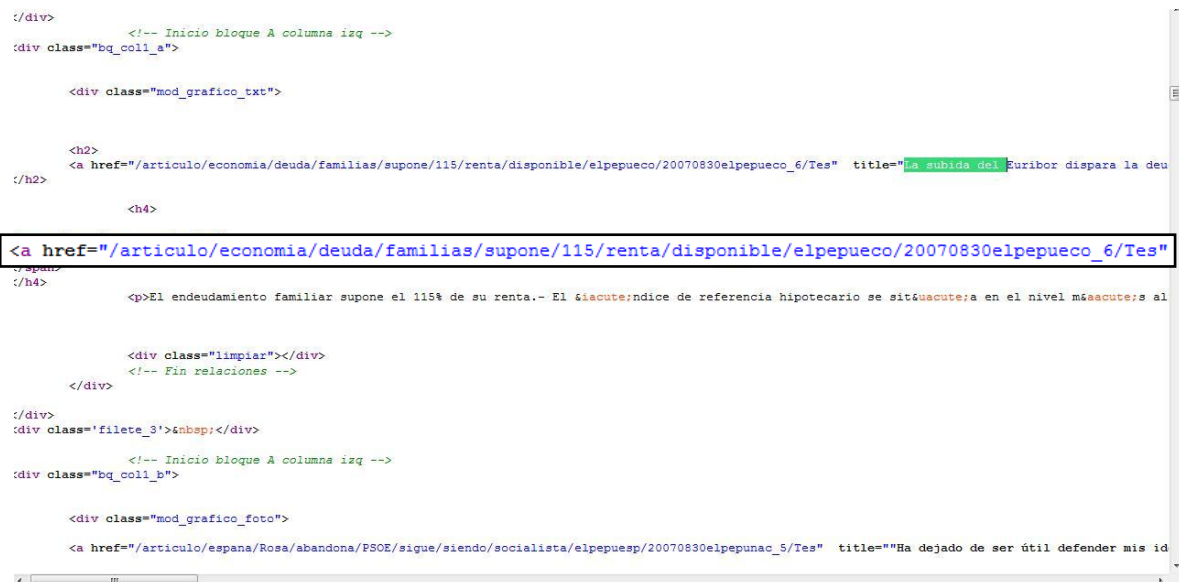 </div>
<!-- Inicio bloque A columna izq -->
<div class="bq_col1_a">
<div class="mod_grafico_txt">
<h2>
<a href="/articulo/economia/deuda/familias/supone/115/renta/disponible/elpepueco/20070830elpepueco_6/Tes" title="La subida del Euribor dispara la deu
</h2>
<h4>
<a href="/articulo/economia/deuda/familias/supone/115/renta/disponible/elpepueco/20070830elpepueco_6/Tes"
</span>
</h4>
<p>El endeudamiento familiar supone el 115% de su renta.- El &iacute;ndice de referencia hipotecario se sit&uacute;a en el nivel m&aacute;s al
<div class="limpiar"></div>
<!-- Fin relaciones -->
</div>
</div>
<div class='filete_3'>&nbsp;</div>
<!-- Inicio bloque A columna izq -->
<div class="bq_col1_b">
<div class="mod_grafico_foto">
<a href="/articulo/espana/Rosa/abandona/PSOE/sigue/siendo/socialista/elpepuesp/20070830elpepunac_5/Tes" title=""Ha dejado de ser útil defender mis id